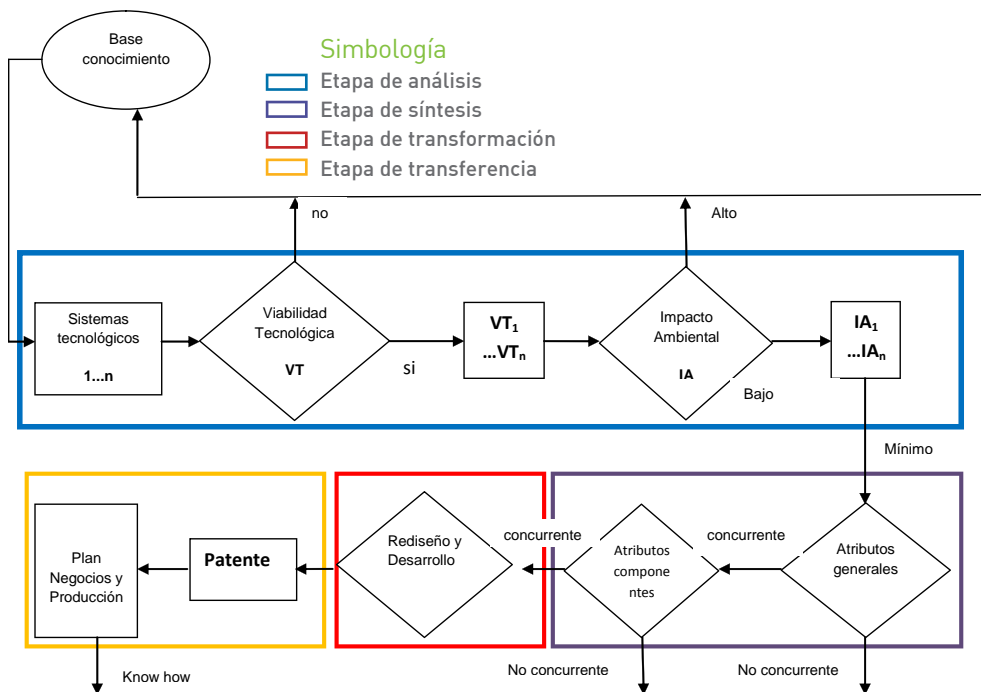 Base
conocimiento
Simbología
Etapa de análisis
Etapa de síntesis
Etapa de transformación
Etapa de transferencia
no
Alto
Sistemas
tecnológicos
1...n
Viabilidad
Tecnológica
VT
si
VT1
...VTn
Impacto
Ambiental
IA
Bajo
IA1
...IAn
Mínimo
Plan
Negocios y
Producción
Patente
Rediseño y
Desarrollo
concurrente
Atributos
compone
ntes
concurrente
Atributos
generales
Know how
No concurrente
No concurrente